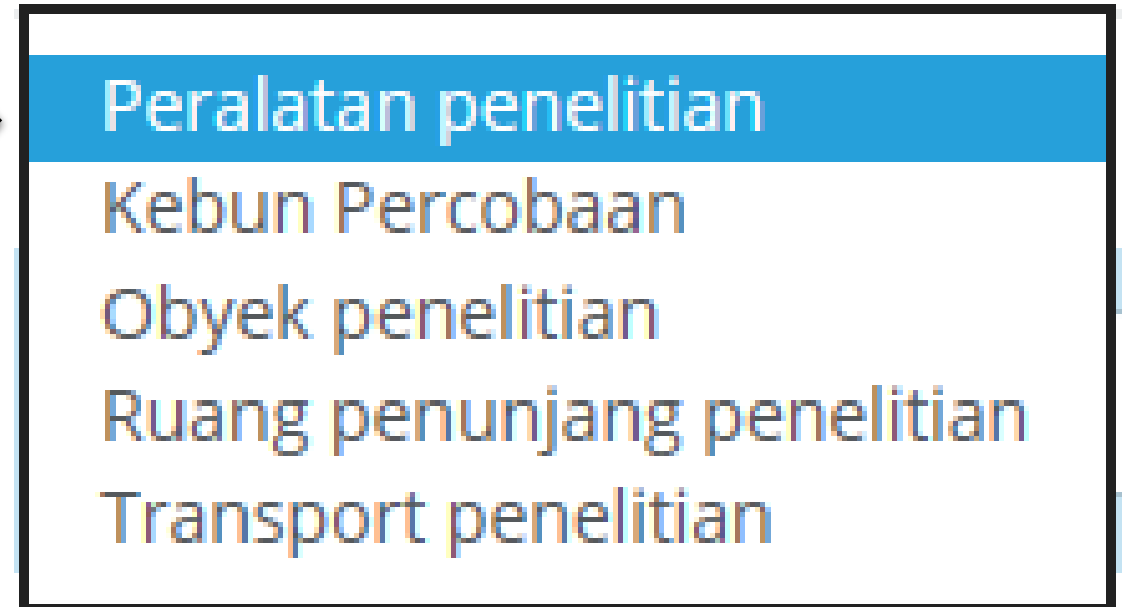 Peralatan penelitian
Kebun Percobaan
Obyek penelitian
Ruang penunjang penelitian
Transport penelitian